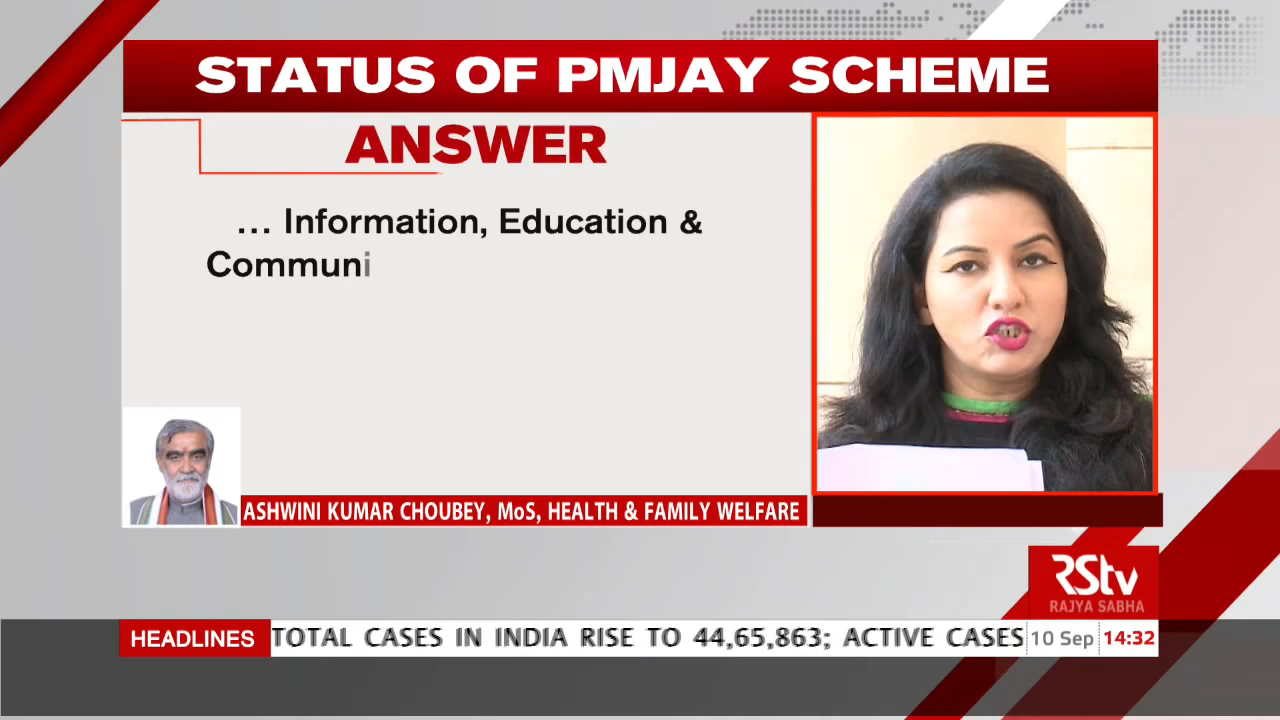 STATUS OF PMJAY SCHEME
ANSWER
... Information, Education &
Communi
ASHWINI KUMAR CHOUBEY, MoS, HEALTH & FAMILY WELFARE
RStv
RAJYA SABHA
HEADLINES TOTAL CASES IN INDIA RISE TO 44,65,863; ACTIVE CASES 10 Sep 14:32